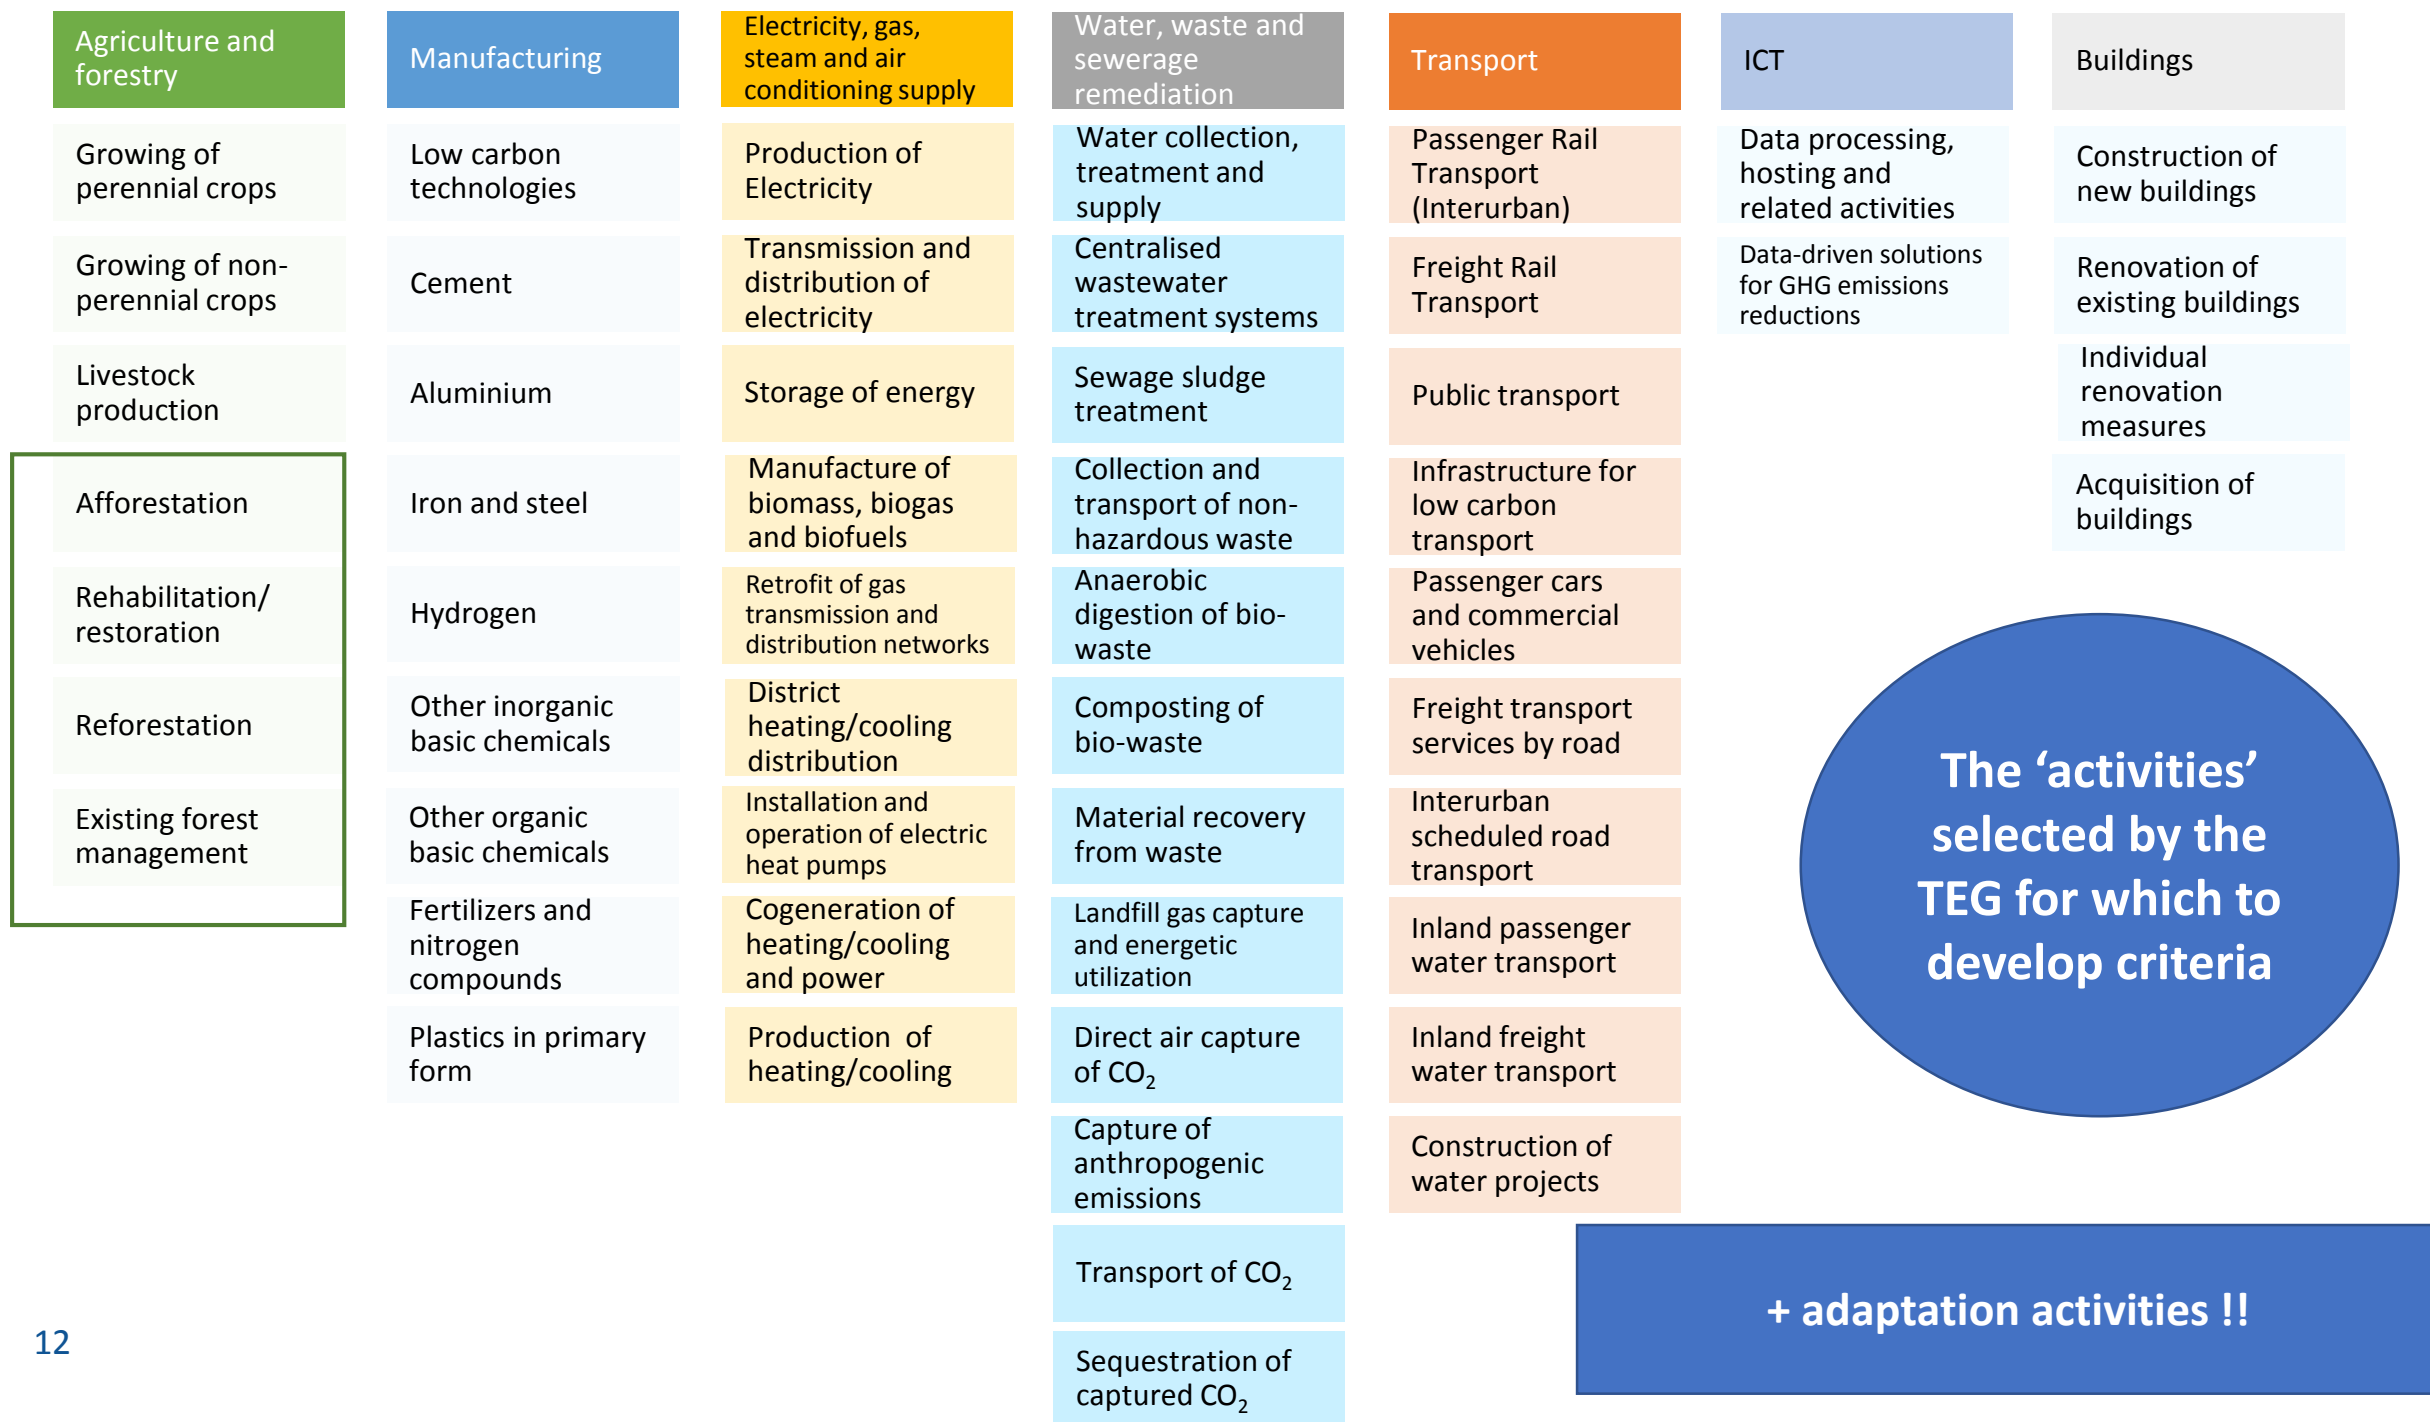 Agriculture and
forestry
Growing of
perennial crops
Growing of non-
perennial crops
Livestock
production
Afforestation
Rehabilitation/
restoration
Reforestation
Existing forest
management
Manufacturing
Low carbon
technologies
Cement
Aluminium
Iron and steel
Hydrogen
Other inorganic
basic chemicals
Other organic
basic chemicals
Fertilizers and
nitrogen
compounds
Plastics in primary
form
Electricity, gas,
steam and air
conditioning supply
Production of
Electricity
Transmission and
distribution of
electricity
Storage of energy
Manufacture of
biomass, biogas
and biofuels
Retrofit of gas
transmission and
distribution networks
District
heating/cooling
distribution
Installation and
operation of electric
heat pumps
Cogeneration of
heating/cooling
and power
Production of
heating/cooling
Water, waste and
sewerage
remediation
Water collection,
treatment and
supply
Centralised
wastewater
treatment systems
Sewage sludge
treatment
Collection and
transport of non-
hazardous waste
Anaerobic
digestion of bio-
waste
Composting of
bio-waste
Material recovery
from waste
Landfill gas capture
and energetic
utilization
Direct air capture
of CO₂
Capture of
anthropogenic
emissions
Transport of CO₂
Sequestration of
captured CO₂
Transport
Passenger Rail
Transport
(Interurban)
Freight Rail
Transport
Public transport
Infrastructure for
low carbon
transport
Passenger cars
and commercial
vehicles
Freight transport
services by road
Interurban
scheduled road
transport
Inland passenger
water transport
Inland freight
water transport
Construction of
water projects
ICT
Data processing,
hosting and
related activities
Data-driven solutions
for GHG emissions
reductions
Buildings
Construction of
new buildings
Renovation of
existing buildings
Individual
renovation
measures
Acquisition of
buildings
The ‘activities’
selected by the
TEG for which to
develop criteria
+ adaptation activities !!
12